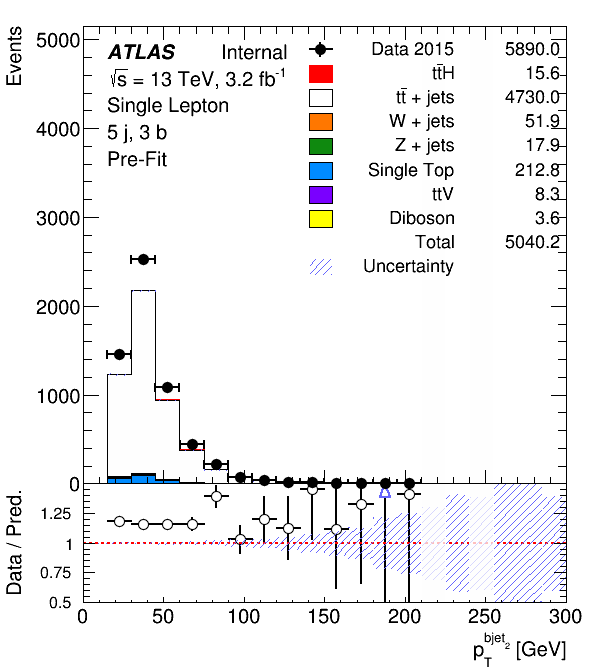 Events
5000
4000
3000
2000
1000
0
ATLAS Internal
√s = 13 TeV, 3.2 fb⁻¹
Single Lepton
5 j, 3 b
Pre-Fit
Data 2015 5890.0
tt̄H 15.6
tt̄ + jets 4730.0
W + jets 51.9
Z + jets 17.9
Single Top 212.8
ttV 8.3
Diboson 3.6
Total 5040.2
Uncertainty
Data / Pred.
1.25
1
0.75
0.5
0 50 100 150 200 250 300
p_T^bjet₂ [GeV]